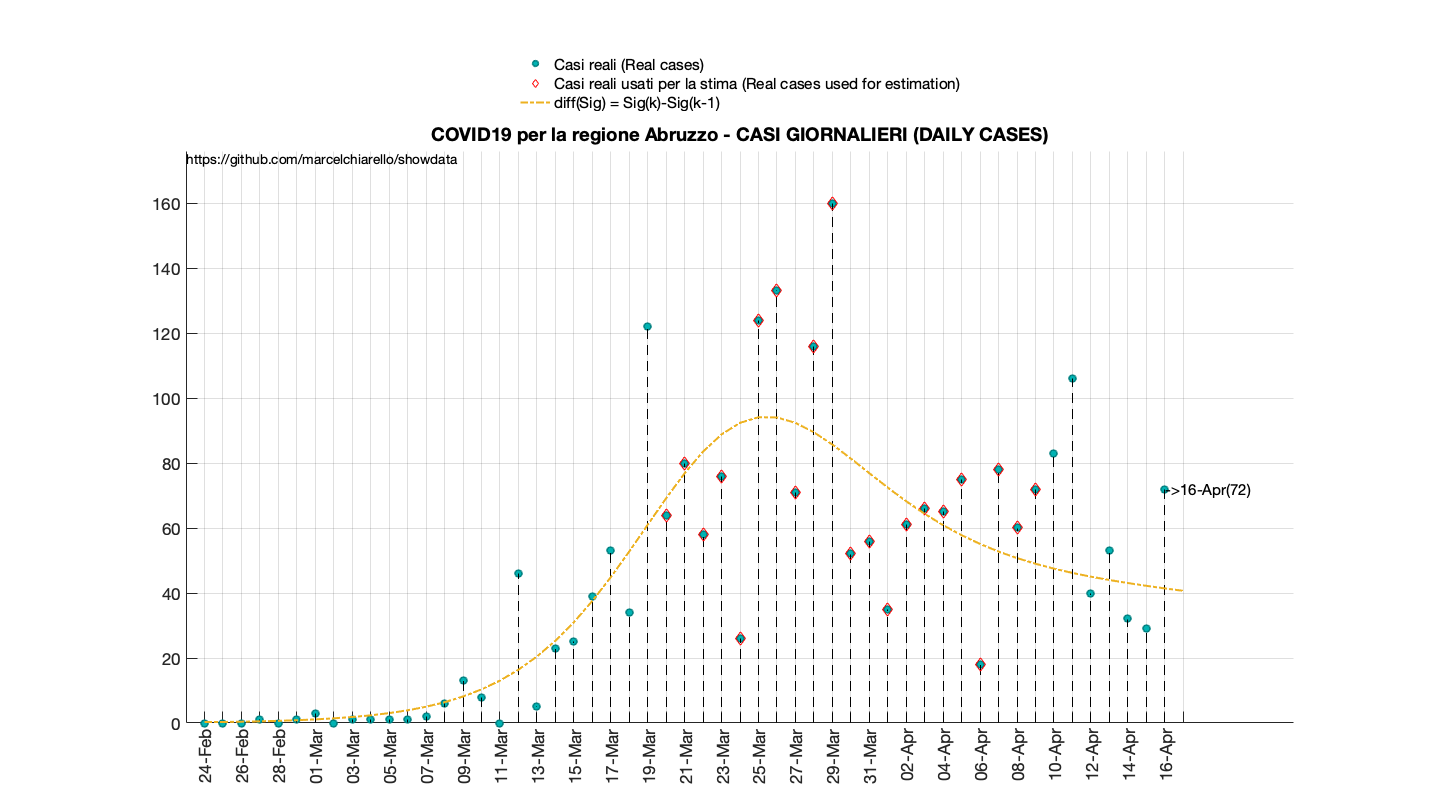 Casi reali (Real cases)
Casi reali usati per la stima (Real cases used for estimation)
diff(Sig) = Sig(k)-Sig(k-1)
COVID19 per la regione Abruzzo - CASI GIORNALIERI (DAILY CASES)
https://github.com/marcelchiarello/showdata
160
140
120
100
80
60
40
20
0
->16-Apr(72)
24-Feb
26-Feb
28-Feb
01-Mar
03-Mar
05-Mar
07-Mar
09-Mar
11-Mar
13-Mar
15-Mar
17-Mar
19-Mar
21-Mar
23-Mar
25-Mar
27-Mar
29-Mar
31-Mar
02-Apr
04-Apr
06-Apr
08-Apr
10-Apr
12-Apr
14-Apr
16-Apr